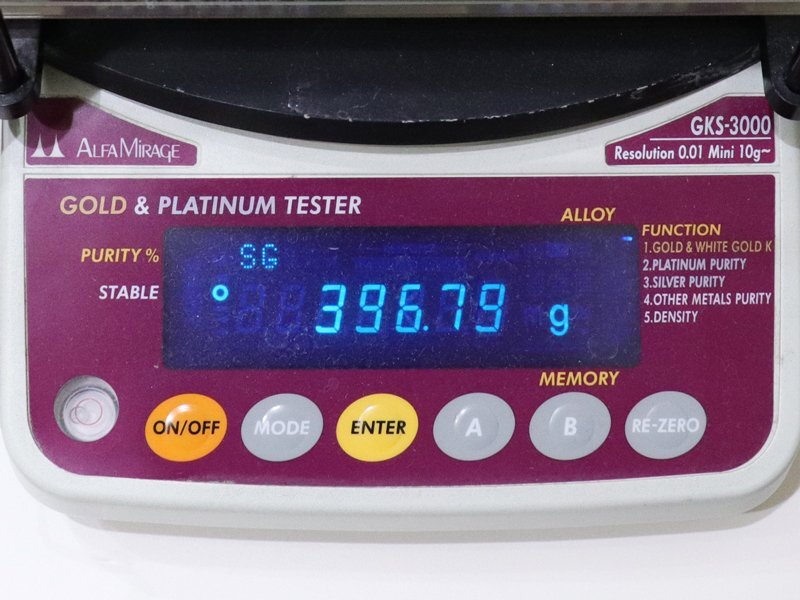 ALFA MIRAGE
GKS-3000
Resolution 0.01 Mini 10g~
GOLD & PLATINUM TESTER
ALLOY
PURITY %
SG
STABLE
396.79 g
FUNCTION
1.GOLD & WHITE GOLD K
2.PLATINUM PURITY
3.SILVER PURITY
4.OTHER METALS PURITY
5.DENSITY
MEMORY
ON/OFF
MODE
ENTER
A
B
RE-ZERO